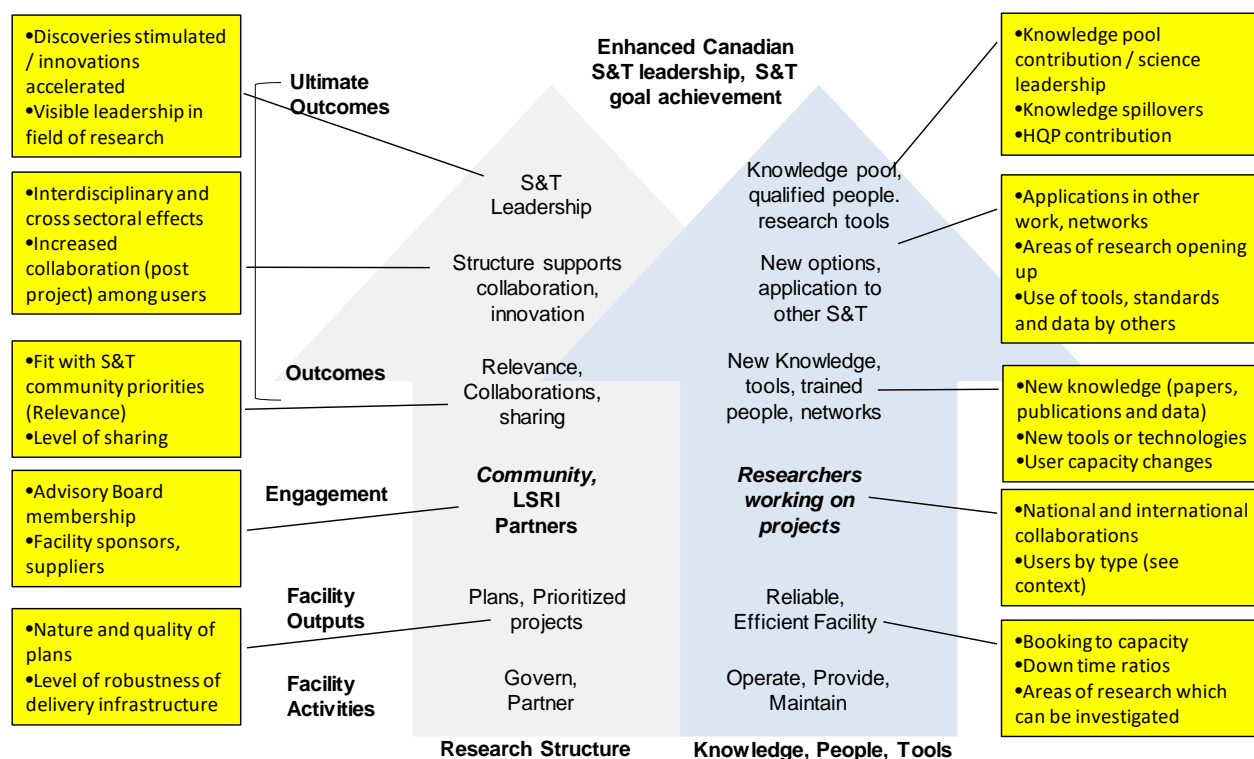 •Discoveries stimulated
/ innovations
accelerated
•Visible leadership in
field of research
•Interdisciplinary and
cross sectoral effects
•Increased
collaboration (post
project) among users
•Fit with S&T
community priorities
(Relevance)
•Level of sharing
•Advisory Board
membership
•Facility sponsors,
suppliers
•Nature and quality of
plans
•Level of robustness of
delivery infrastructure
Ultimate
Outcomes
Outcomes
Engagement
Facility
Outputs
Facility
Activities
Enhanced Canadian
S&T leadership, S&T
goal achievement
S&T
Leadership
Structure supports
collaboration,
innovation
Relevance,
Collaborations,
sharing
Community,
LSRI
Partners
Plans, Prioritized
projects
Govern,
Partner
Research Structure
Knowledge pool,
qualified people.
research tools
New options,
application to
other S&T
New Knowledge,
tools, trained
people, networks
Researchers
working on
projects
Reliable,
Efficient Facility
Operate, Provide,
Maintain
Knowledge, People, Tools
•Knowledge pool
contribution / science
leadership
•Knowledge spillovers
•HQP contribution
•Applications in other
work, networks
•Areas of research opening
up
•Use of tools, standards
and data by others
•New knowledge (papers,
publications and data)
•New tools or technologies
•User capacity changes
•National and international
collaborations
•Users by type (see
context)
•Booking to capacity
•Down time ratios
•Areas of research which
can be investigated